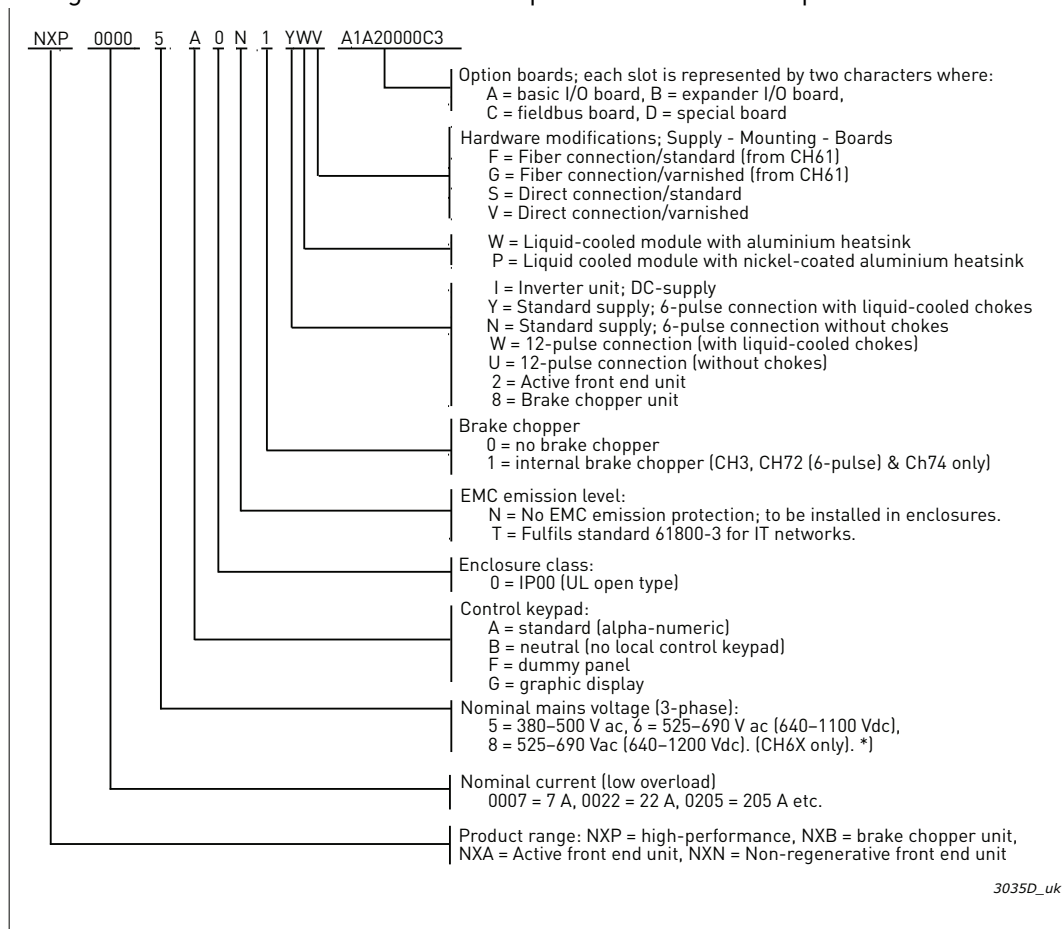 NXP 0000 5 A 0 N 1 YWV A1A20000C3
Option boards; each slot is represented by two characters where:
A = basic I/O board, B = expander I/O board,
C = fieldbus board, D = special board
Hardware modifications; Supply - Mounting - Boards
F = Fiber connection/standard (from CH61)
G = Fiber connection/varnished (from CH61)
S = Direct connection/standard
V = Direct connection/varnished
W = Liquid-cooled module with aluminium heatsink
P = Liquid cooled module with nickel-coated aluminium heatsink
I = Inverter unit; DC-supply
Y = Standard supply; 6-pulse connection with liquid-cooled chokes
N = Standard supply; 6-pulse connection without chokes
W = 12-pulse connection (with liquid-cooled chokes)
U = 12-pulse connection (without chokes)
2 = Active front end unit
8 = Brake chopper unit
Brake chopper
0 = no brake chopper
1 = internal brake chopper (CH3, CH72 (6-pulse) & Ch74 only)
EMC emission level:
N = No EMC emission protection; to be installed in enclosures.
T = Fulfils standard 61800-3 for IT networks.
Enclosure class:
0 = IP00 (UL open type)
Control keypad:
A = standard (alpha-numeric)
B = neutral (no local control keypad)
F = dummy panel
G = graphic display
Nominal mains voltage (3-phase):
5 = 380–500 V ac, 6 = 525–690 V ac (640–1100 Vdc),
8 = 525–690 Vac (640–1200 Vdc). (CH6X only). *)
Nominal current (low overload)
0007 = 7 A, 0022 = 22 A, 0205 = 205 A etc.
Product range: NXP = high-performance, NXB = brake chopper unit,
NXA = Active front end unit, NXN = Non-regenerative front end unit
3035D_uk